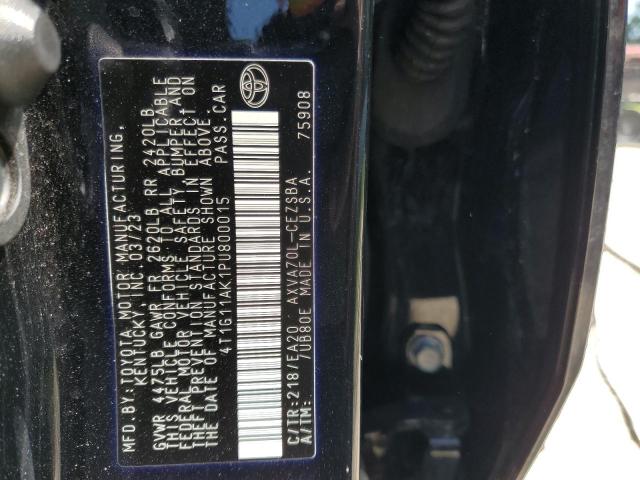 MFD. BY: TOYOTA MOTOR MANUFACTURING,
KENTUCKY, INC. 03/23
GVWR 4475LB GAWR FR 2620LB RR 2420LB
THIS VEHICLE CONFORMS TO ALL APPLICABLE
FEDERAL MOTOR VEHICLE SAFETY, BUMPER AND
THEFT PREVENTION STANDARDS IN EFFECT ON
THE DATE OF MANUFACTURE SHOWN ABOVE.
4T1G11AK1PU800015 PASS. CAR
C/TR:218/EA20 AXVA70L-CEZSBA
A/TM: /UB80E MADE IN U.S.A. 75908